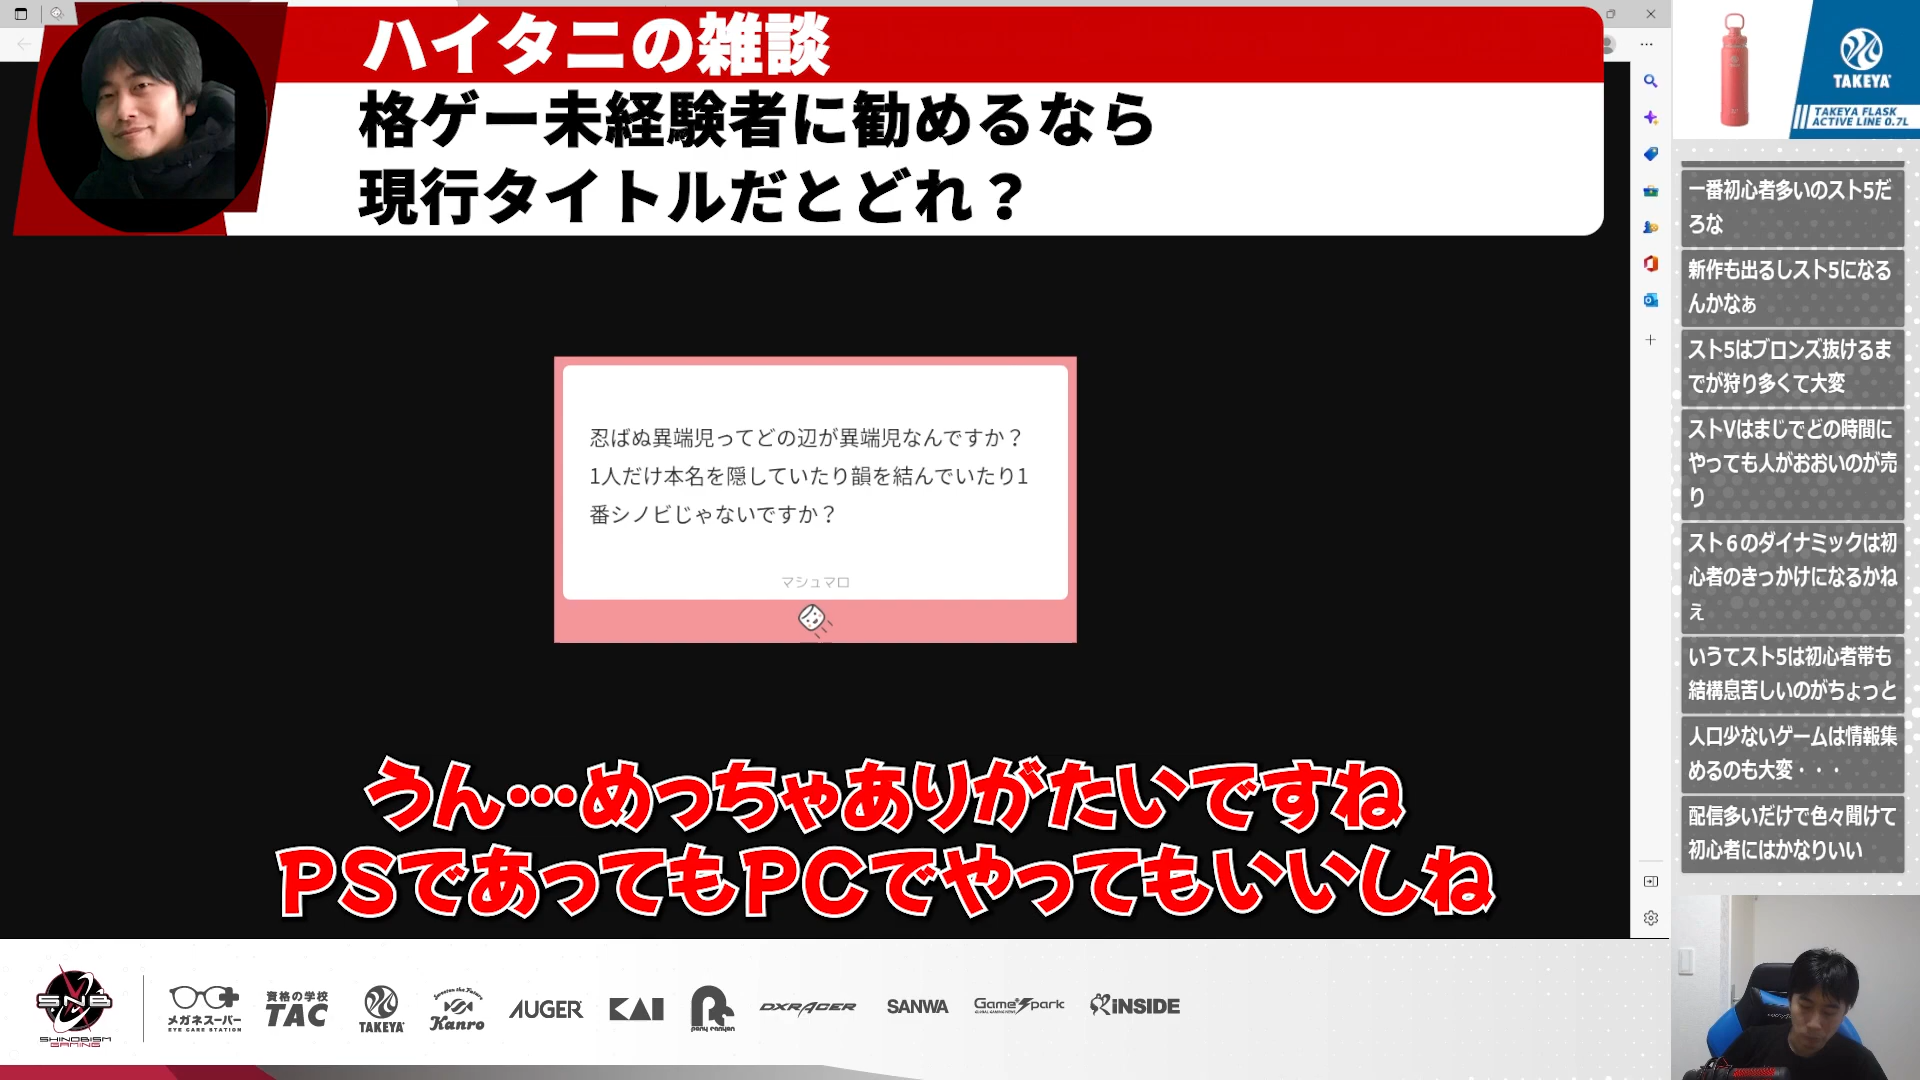 ハイタニの雑談
格ゲー未経験者に勧めるなら
現行タイトルだとどれ？
忍ばぬ異端児ってどの辺が異端児なんですか？
1人だけ本名を隠していたり韻を結んでいたり1
番シノビじゃないですか？
マシュマロ
うん…めっちゃありがたいですね
PSであってもPCでやってもいいしね
TAKEYA
TAKEYA FLASK
ACTIVE LINE 0.7L
一番初心者多いのスト5だ
ろな
新作も出るしスト5になる
んかなぁ
スト5はブロンズ抜けるま
でが狩り多くて大変
ストVはまじでどの時間に
やっても人がおおいのが売
り
スト６のダイナミックは初
心者のきっかけになるかね
ぇ
いうてスト5は初心者帯も
結構息苦しいのがちょっと
人口少ないゲームは情報集
めるのも大変・・・
配信多いだけで色々聞けて
初心者にはかなりいい
SNB
SHINOBISM
GAMING
メガネスーパー
EYE CARE STATION
資格の学校
TAC
TAKEYA
Sweeten the Future
Kanro
AUGER
KAI
pony canyon
DXRACER
SANWA
Game*Spark
iNSIDE